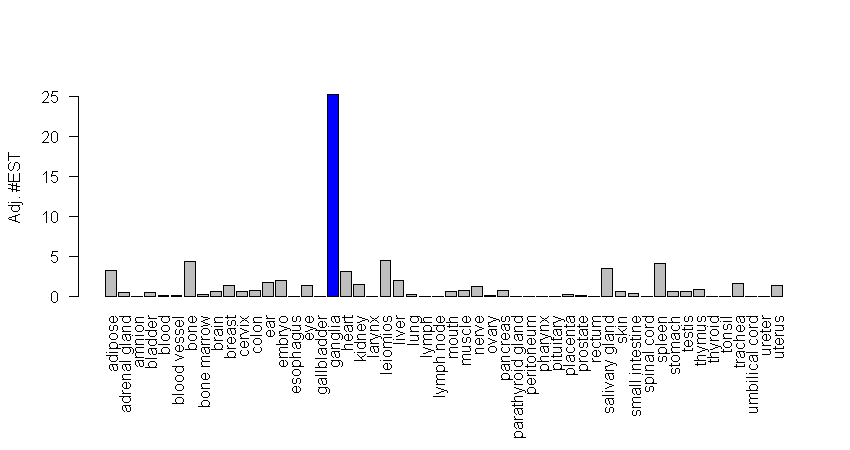 Adj. #EST
25
20
15
10
5
0
adipose
adrenal gland
amnion
bladder
blood
blood vessel
bone
bone marrow
brain
breast
cervix
colon
ear
embryo
esophagus
eye
gallbladder
ganglia
heart
kidney
larynx
leiomios
liver
lung
lymph
lymph node
mouth
muscle
nerve
ovary
pancreas
parathyroid gland
peritoneum
pharynx
pituitary
placenta
prostate
rectum
salivary gland
skin
small intestine
spinal cord
spleen
stomach
testis
thymus
thyroid
tonsil
trachea
umbilical cord
ureter
uterus